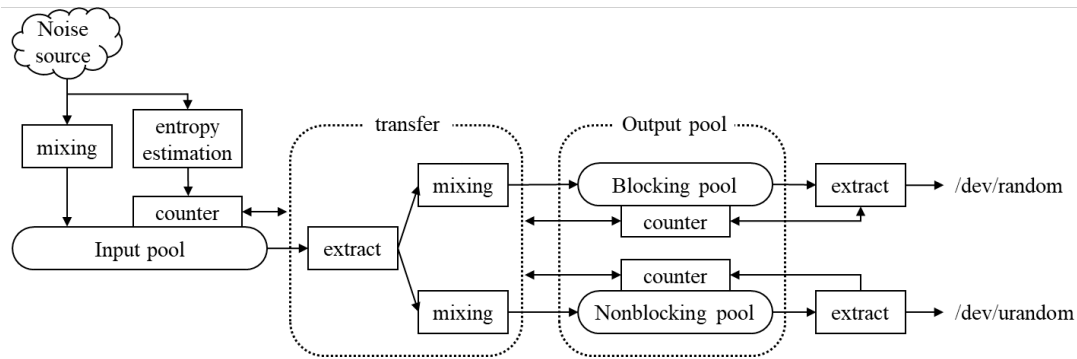 Noise
source
mixing
entropy
estimation
counter
Input pool
transfer
extract
mixing
mixing
Output pool
Blocking pool
counter
counter
Nonblocking pool
extract
/dev/random
extract
/dev/urandom